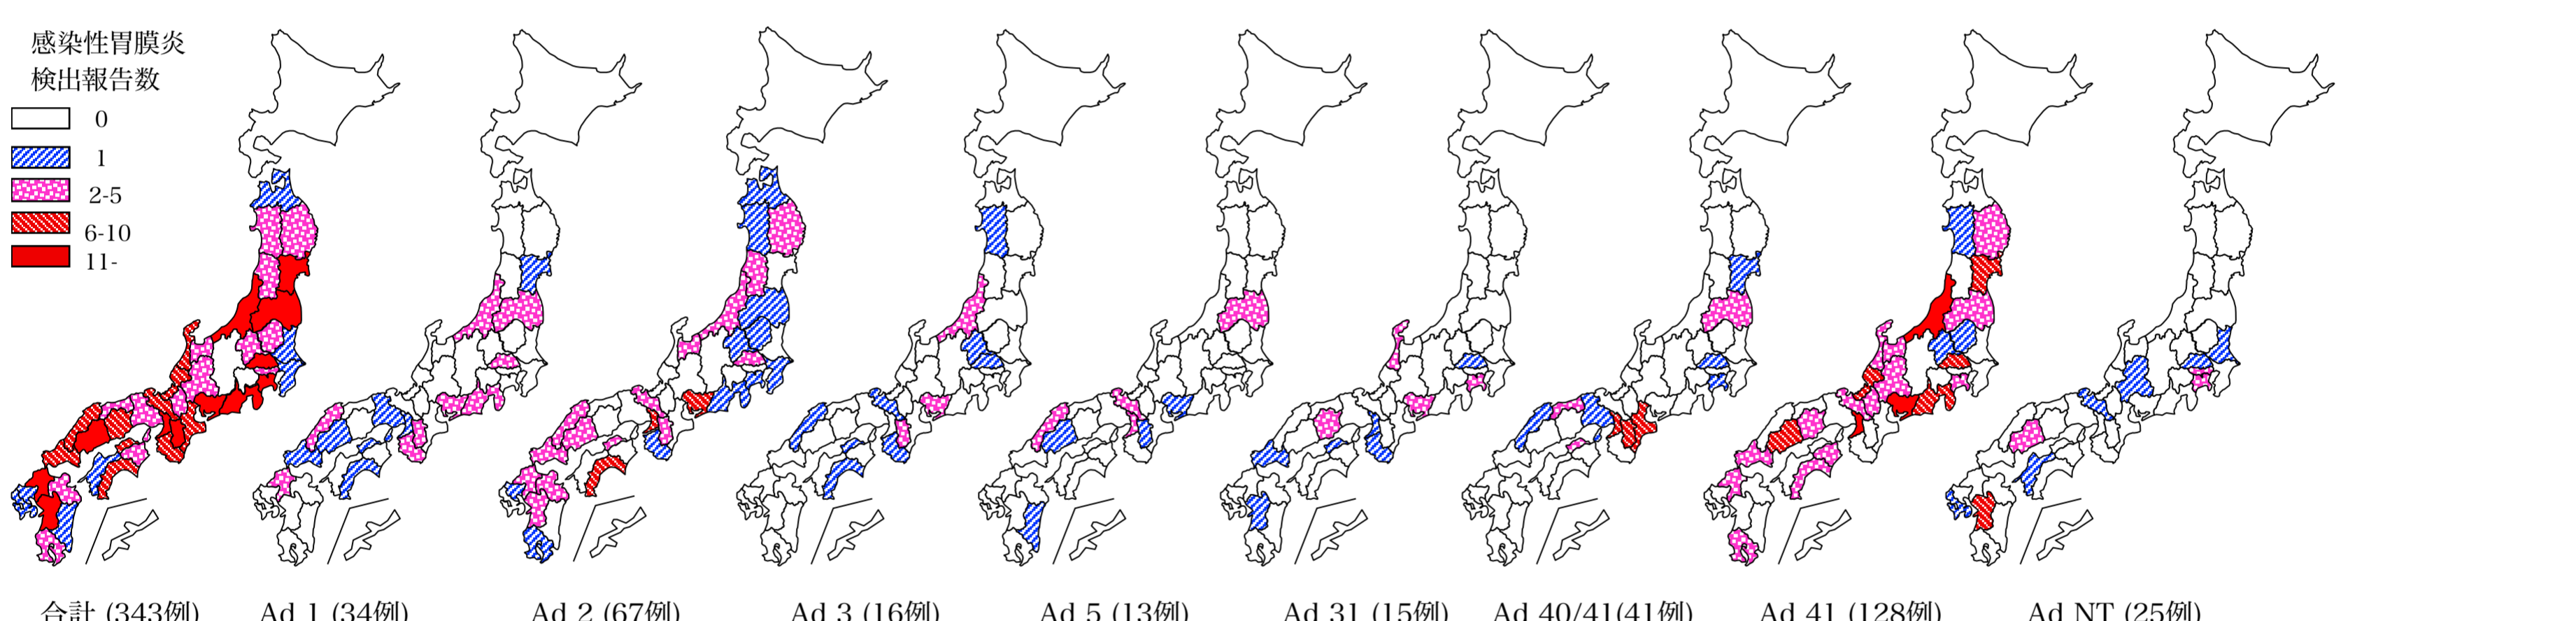 感染性胃腸炎
検出報告数
0
1
2-5
6-10
11-
合計 (343例)
Ad 1 (34例)
Ad 2 (67例)
Ad 3 (16例)
Ad 5 (13例)
Ad 31 (15例)
Ad 40/41(41例)
Ad 41 (128例)
Ad NT (25例)